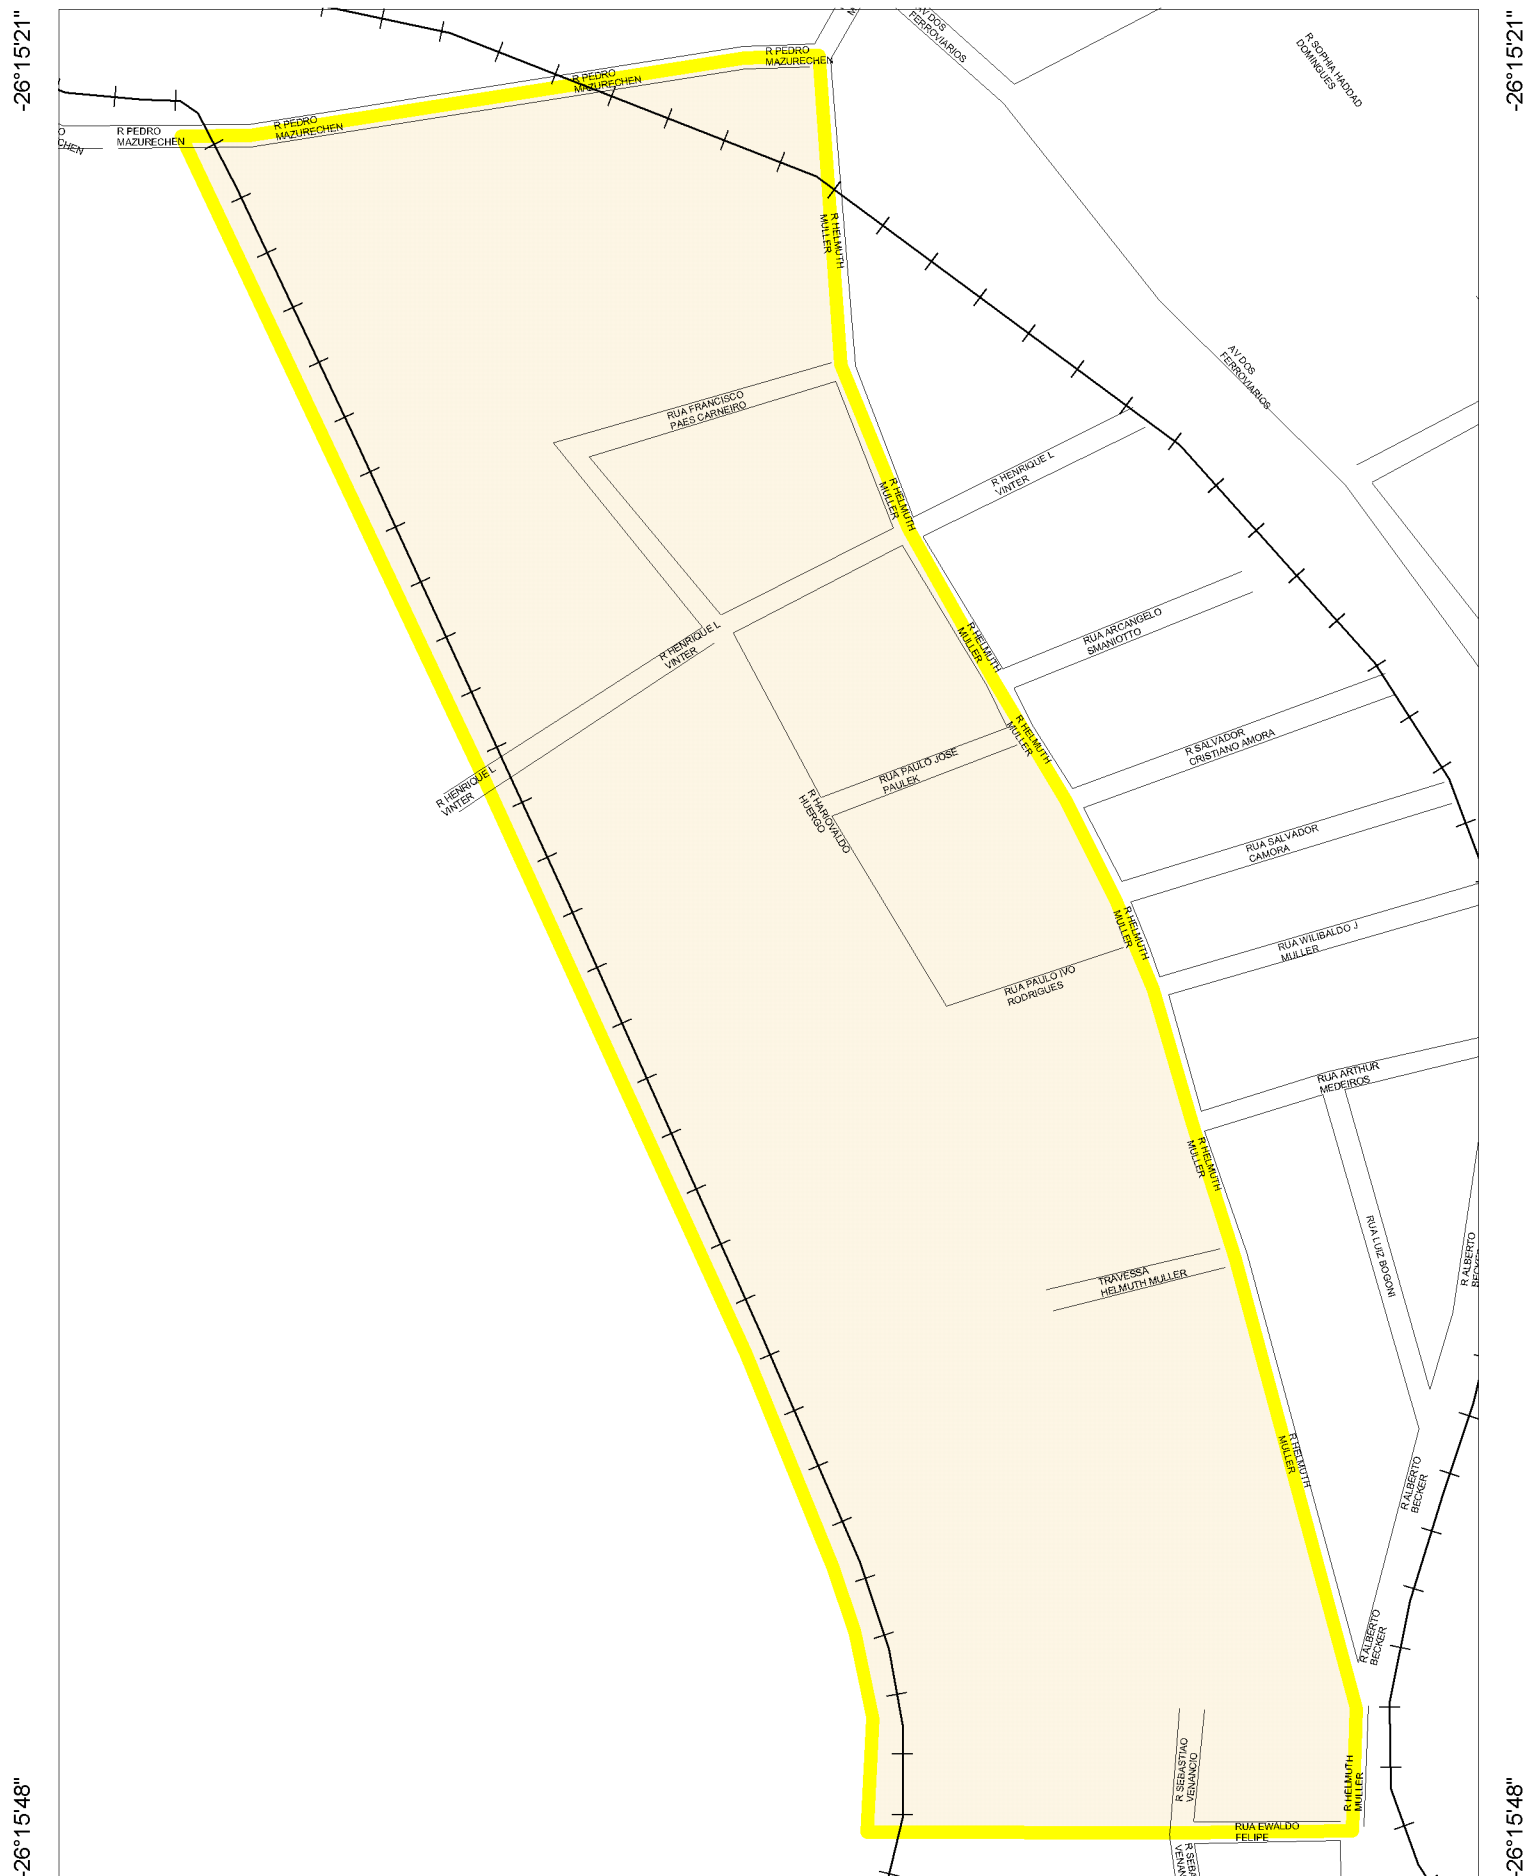 -26°15'21"
-26°15'21"
AV DOS
FERROVIARIOS
R SOPHIA HADDAD
DOMINGUES
R PEDRO
MAZURECHEN
R PEDRO
MAZURECHEN
R PEDRO
MAZURECHEN
R PEDRO
MAZURECHEN
O
CHEN
R HELMUTH
MULLER
AV DOS
FERROVIARIOS
RUA FRANCISCO
PAES CARNEIRO
R HENRIQUE L
VINTER
R HELMUTH
MULLER
R HENRIQUE L
VINTER
R HELMUTH
MULLER
RUA ARCANGELO
SMANIOTTO
R HELMUTH
MULLER
R SALVADOR
CRISTIANO AMORA
RUA PAULO JOSE
PAULEK
R HENRIQUE L
VINTER
R HARIOVALDO
HUERGO
RUA SALVADOR
CAMORA
R HELMUTH
MULLER
RUA WILIBALDO J
MULLER
RUA PAULO IVO
RODRIGUES
RUA ARTHUR
MEDEIROS
R HELMUTH
MULLER
RUA LUIZ BOGONI
R ALBERTO
BECKER
TRAVESSA
HELMUTH MULLER
R HELMUTH
MULLER
R ALBERTO
BECKER
R ALBERTO
BECKER
R SEBASTIAO
VENANCIO
R HELMUTH
MULLER
RUA EWALDO
FELIPE
R SEBA
VENAN
-26°15'48"
-26°15'48"